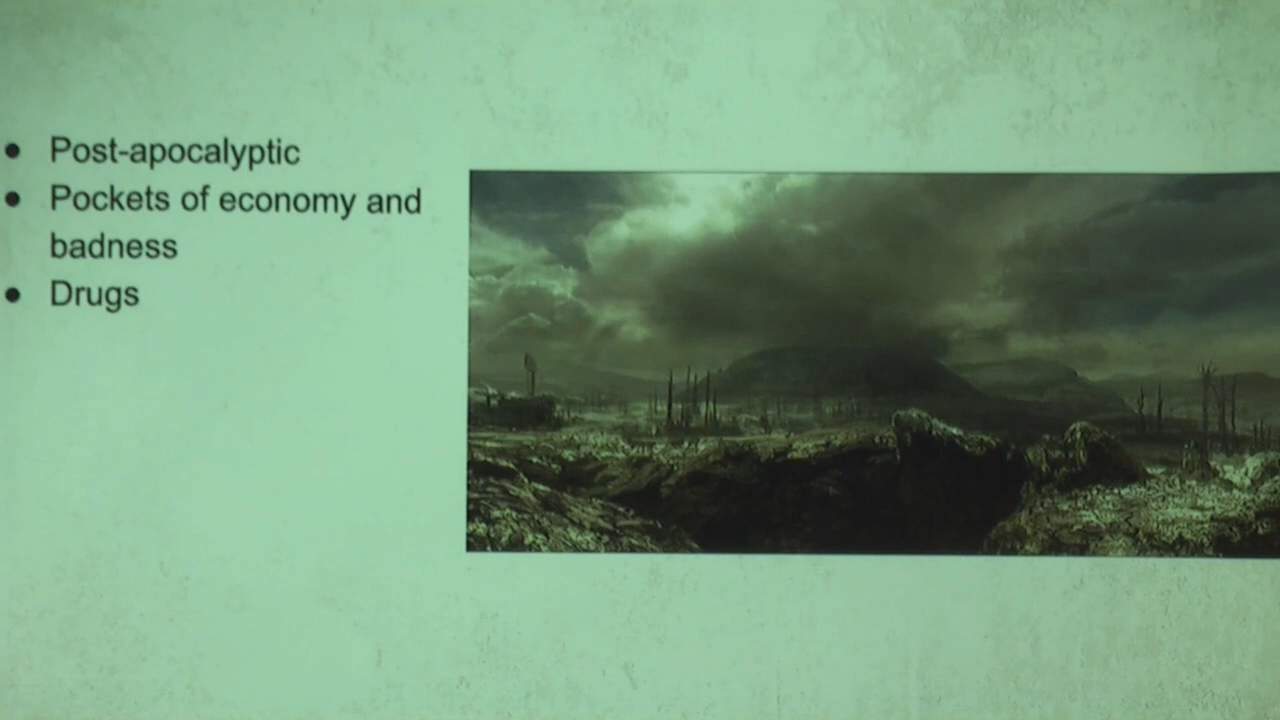 • Post-apocalyptic
• Pockets of economy and
badness
• Drugs